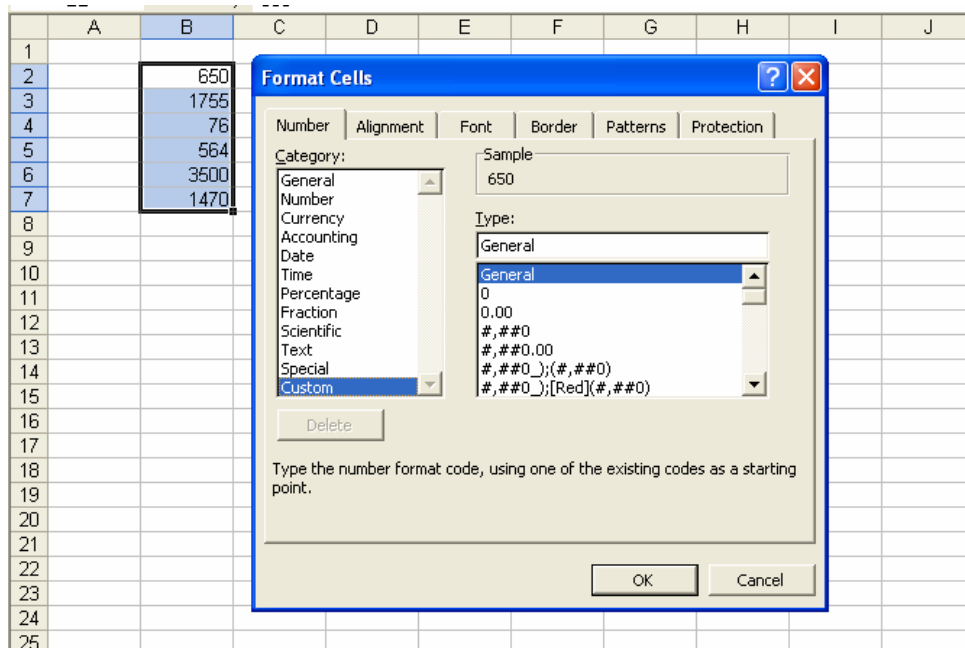 A B C D E F G H I J
1
2 650
3 1755
4 76
5 564
6 3500
7 1470
8
9
10
11
12
13
14
15
16
17
18
19
20
21
22
23
24
25
Format Cells
Number Alignment Font Border Patterns Protection
Category:
General
Number
Currency
Accounting
Date
Time
Percentage
Fraction
Scientific
Text
Special
Custom
Sample
650
Type:
General
General
0
0.00
#,##0
#,##0.00
#,##0_);(#,##0)
#,##0_);[Red](#,##0)
Delete
Type the number format code, using one of the existing codes as a starting
point.
OK Cancel